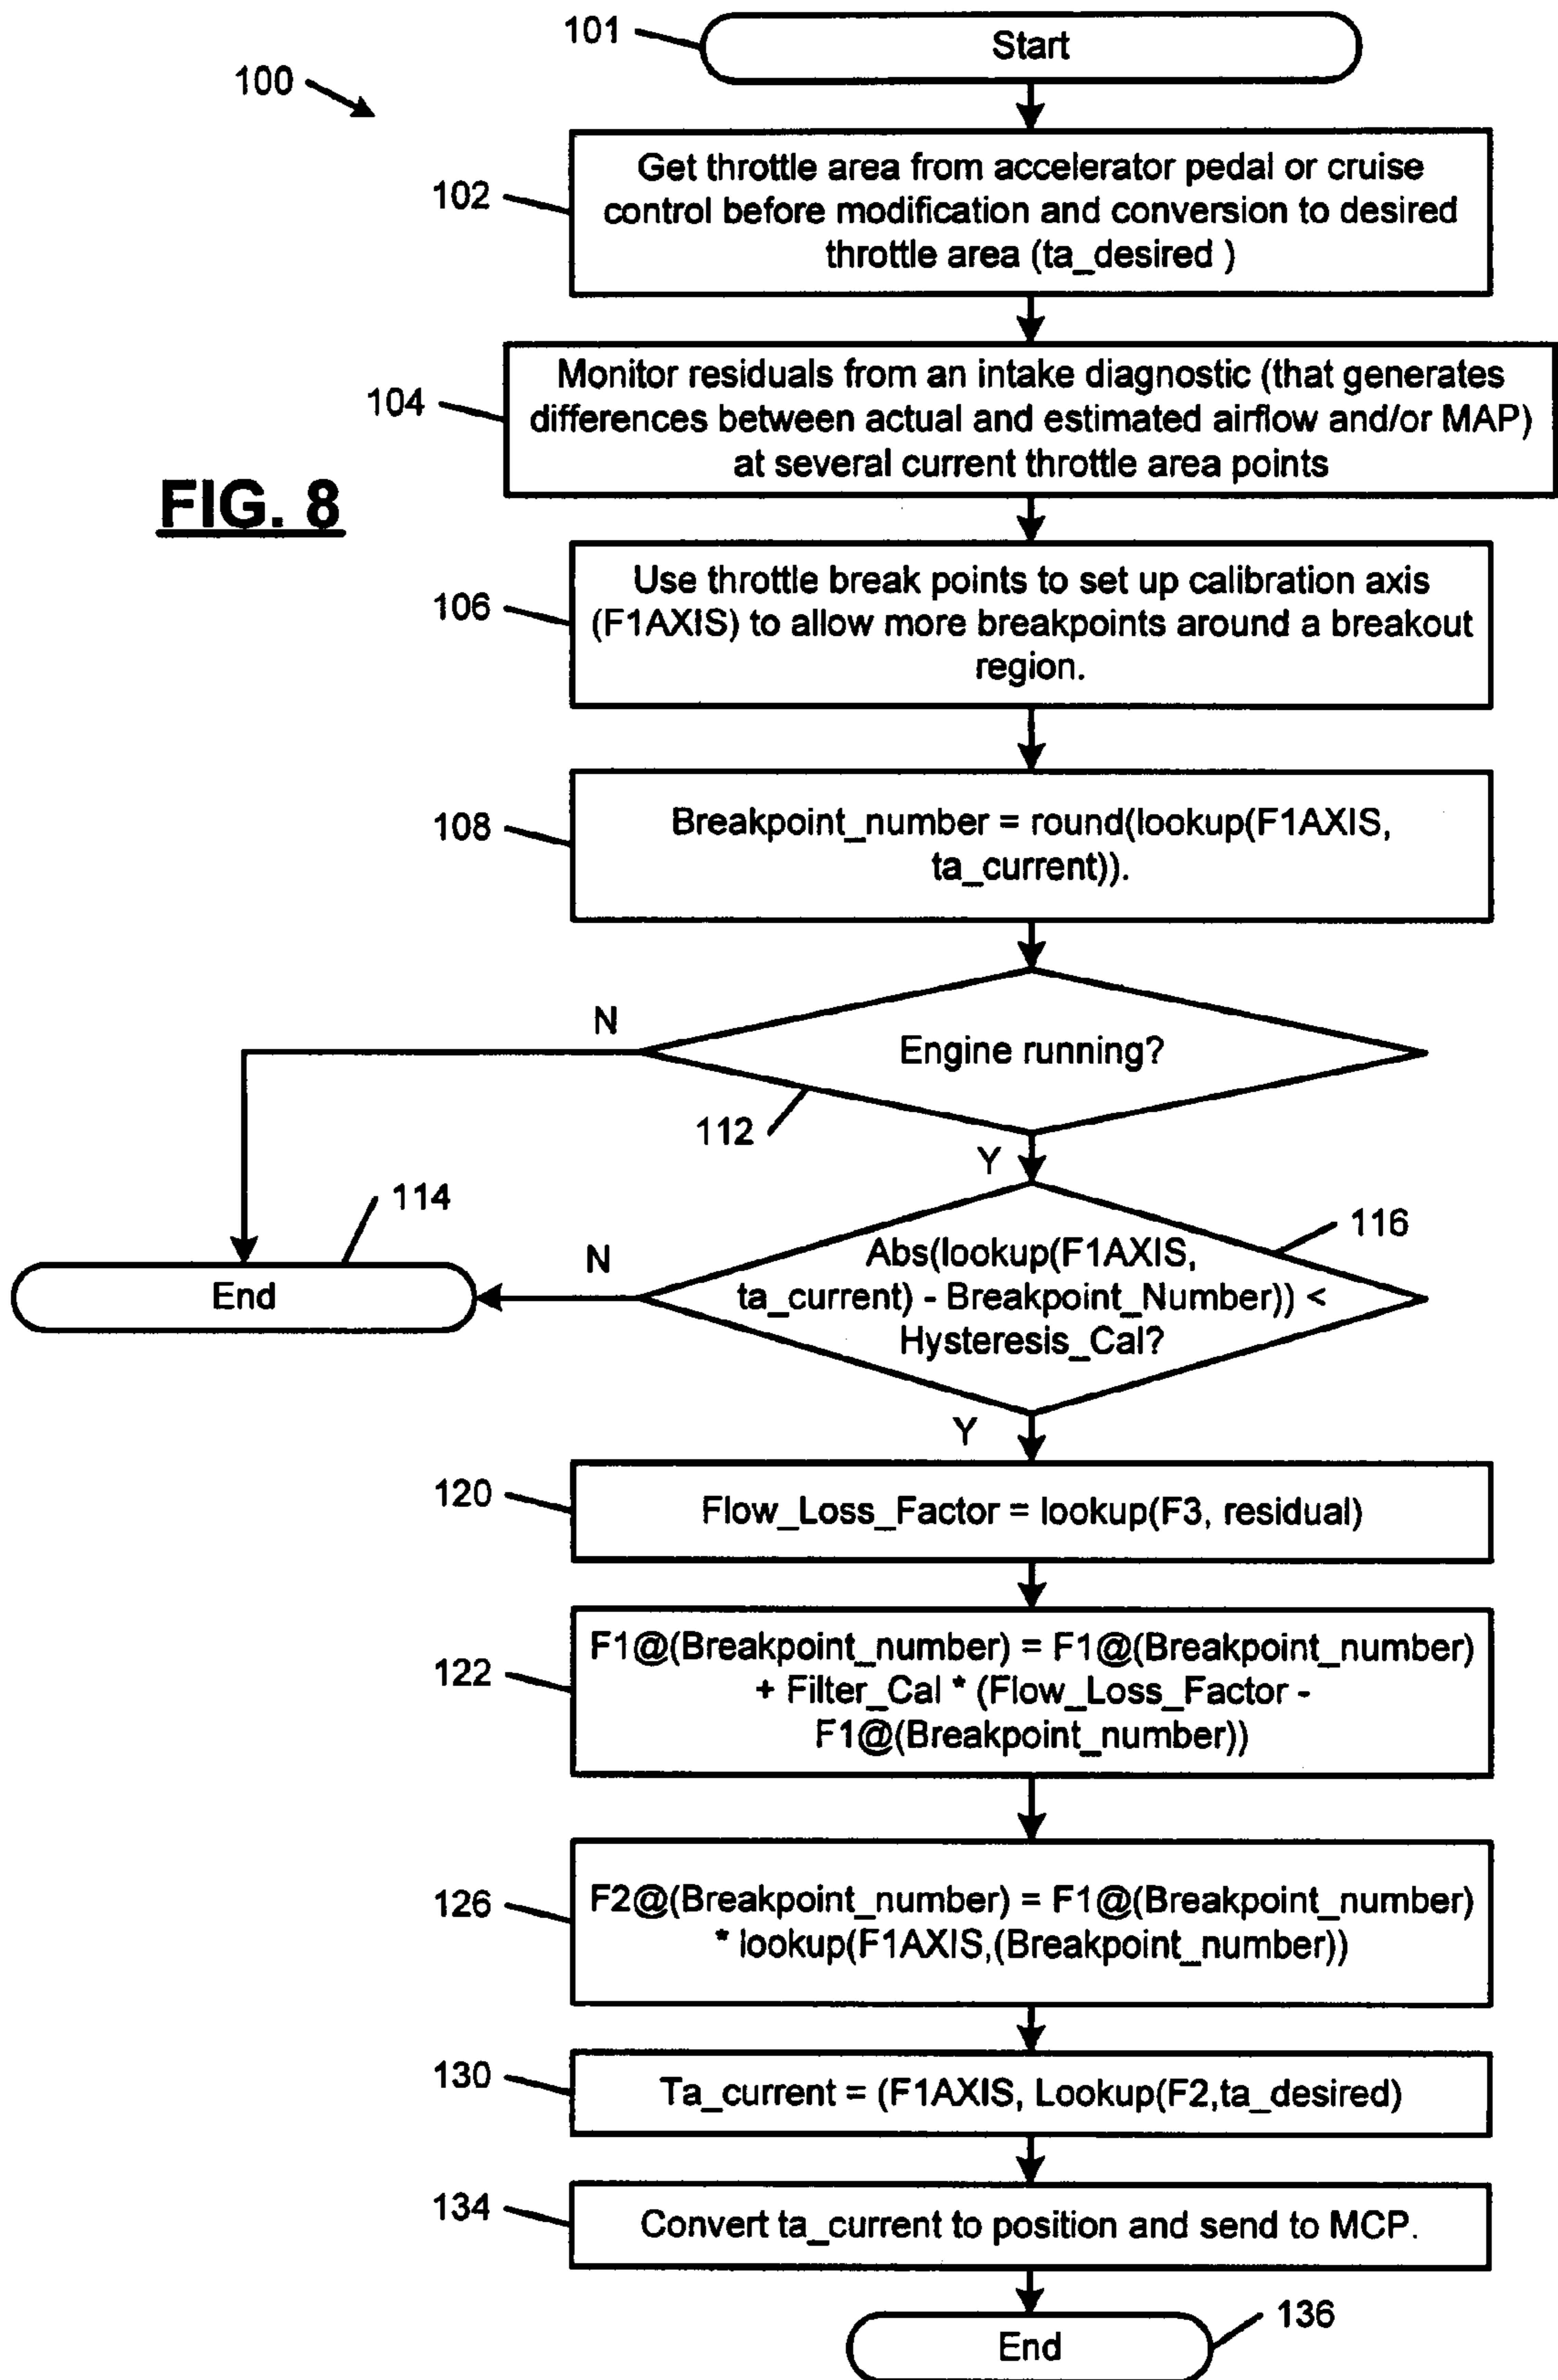 101
Start
100
102
Get throttle area from accelerator pedal or cruise
control before modification and conversion to desired
throttle area (ta_desired )
104
Monitor residuals from an intake diagnostic (that generates
differences between actual and estimated airflow and/or MAP)
at several current throttle area points
FIG. 8
106
Use throttle break points to set up calibration axis
(F1AXIS) to allow more breakpoints around a breakout
region.
108
Breakpoint_number = round(lookup(F1AXIS,
ta_current)).
N
Engine running?
112
Y
114
End
N
116
Abs(lookup(F1AXIS,
ta_current) - Breakpoint_Number)) <
Hysteresis_Cal?
Y
120
Flow_Loss_Factor = lookup(F3, residual)
122
F1@(Breakpoint_number) = F1@(Breakpoint_number)
+ Filter_Cal * (Flow_Loss_Factor -
F1@(Breakpoint_number))
126
F2@(Breakpoint_number) = F1@(Breakpoint_number)
* lookup(F1AXIS,(Breakpoint_number))
130
Ta_current = (F1AXIS, Lookup(F2,ta_desired)
134
Convert ta_current to position and send to MCP.
End
136